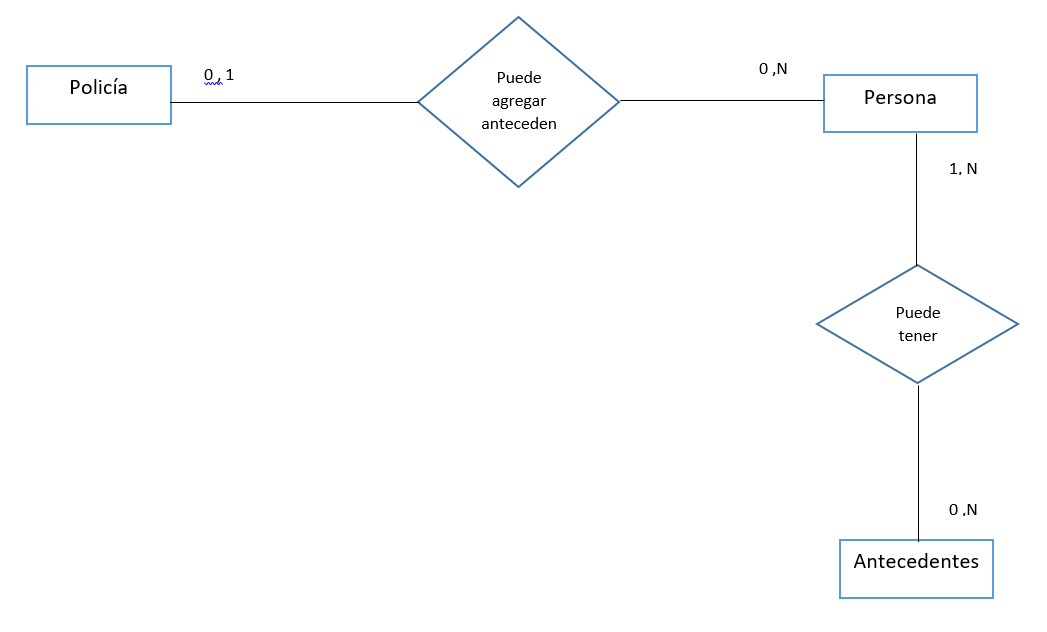 Policía
0 , 1
Puede
agregar
anteceden
0 ,N
Persona
1, N
Puede
tener
0 ,N
Antecedentes